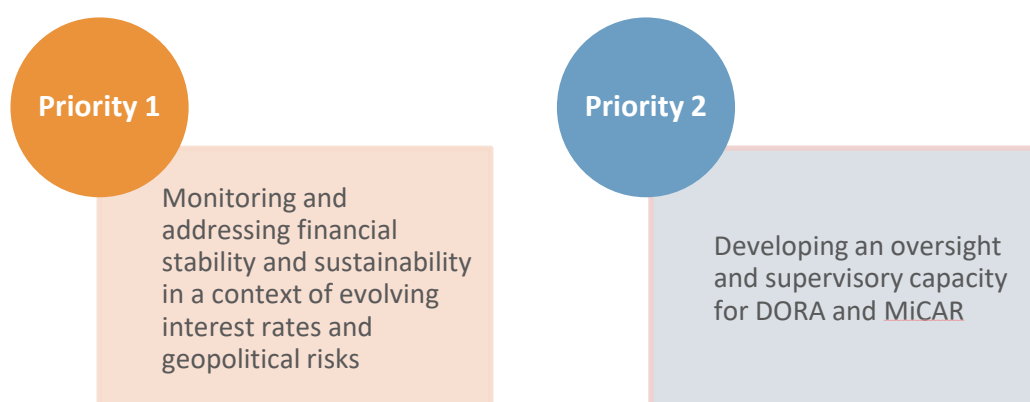 Priority 1
Monitoring and
addressing financial
stability and sustainability
in a context of evolving
interest rates and
geopolitical risks
Priority 2
Developing an oversight
and supervisory capacity
for DORA and MiCAR